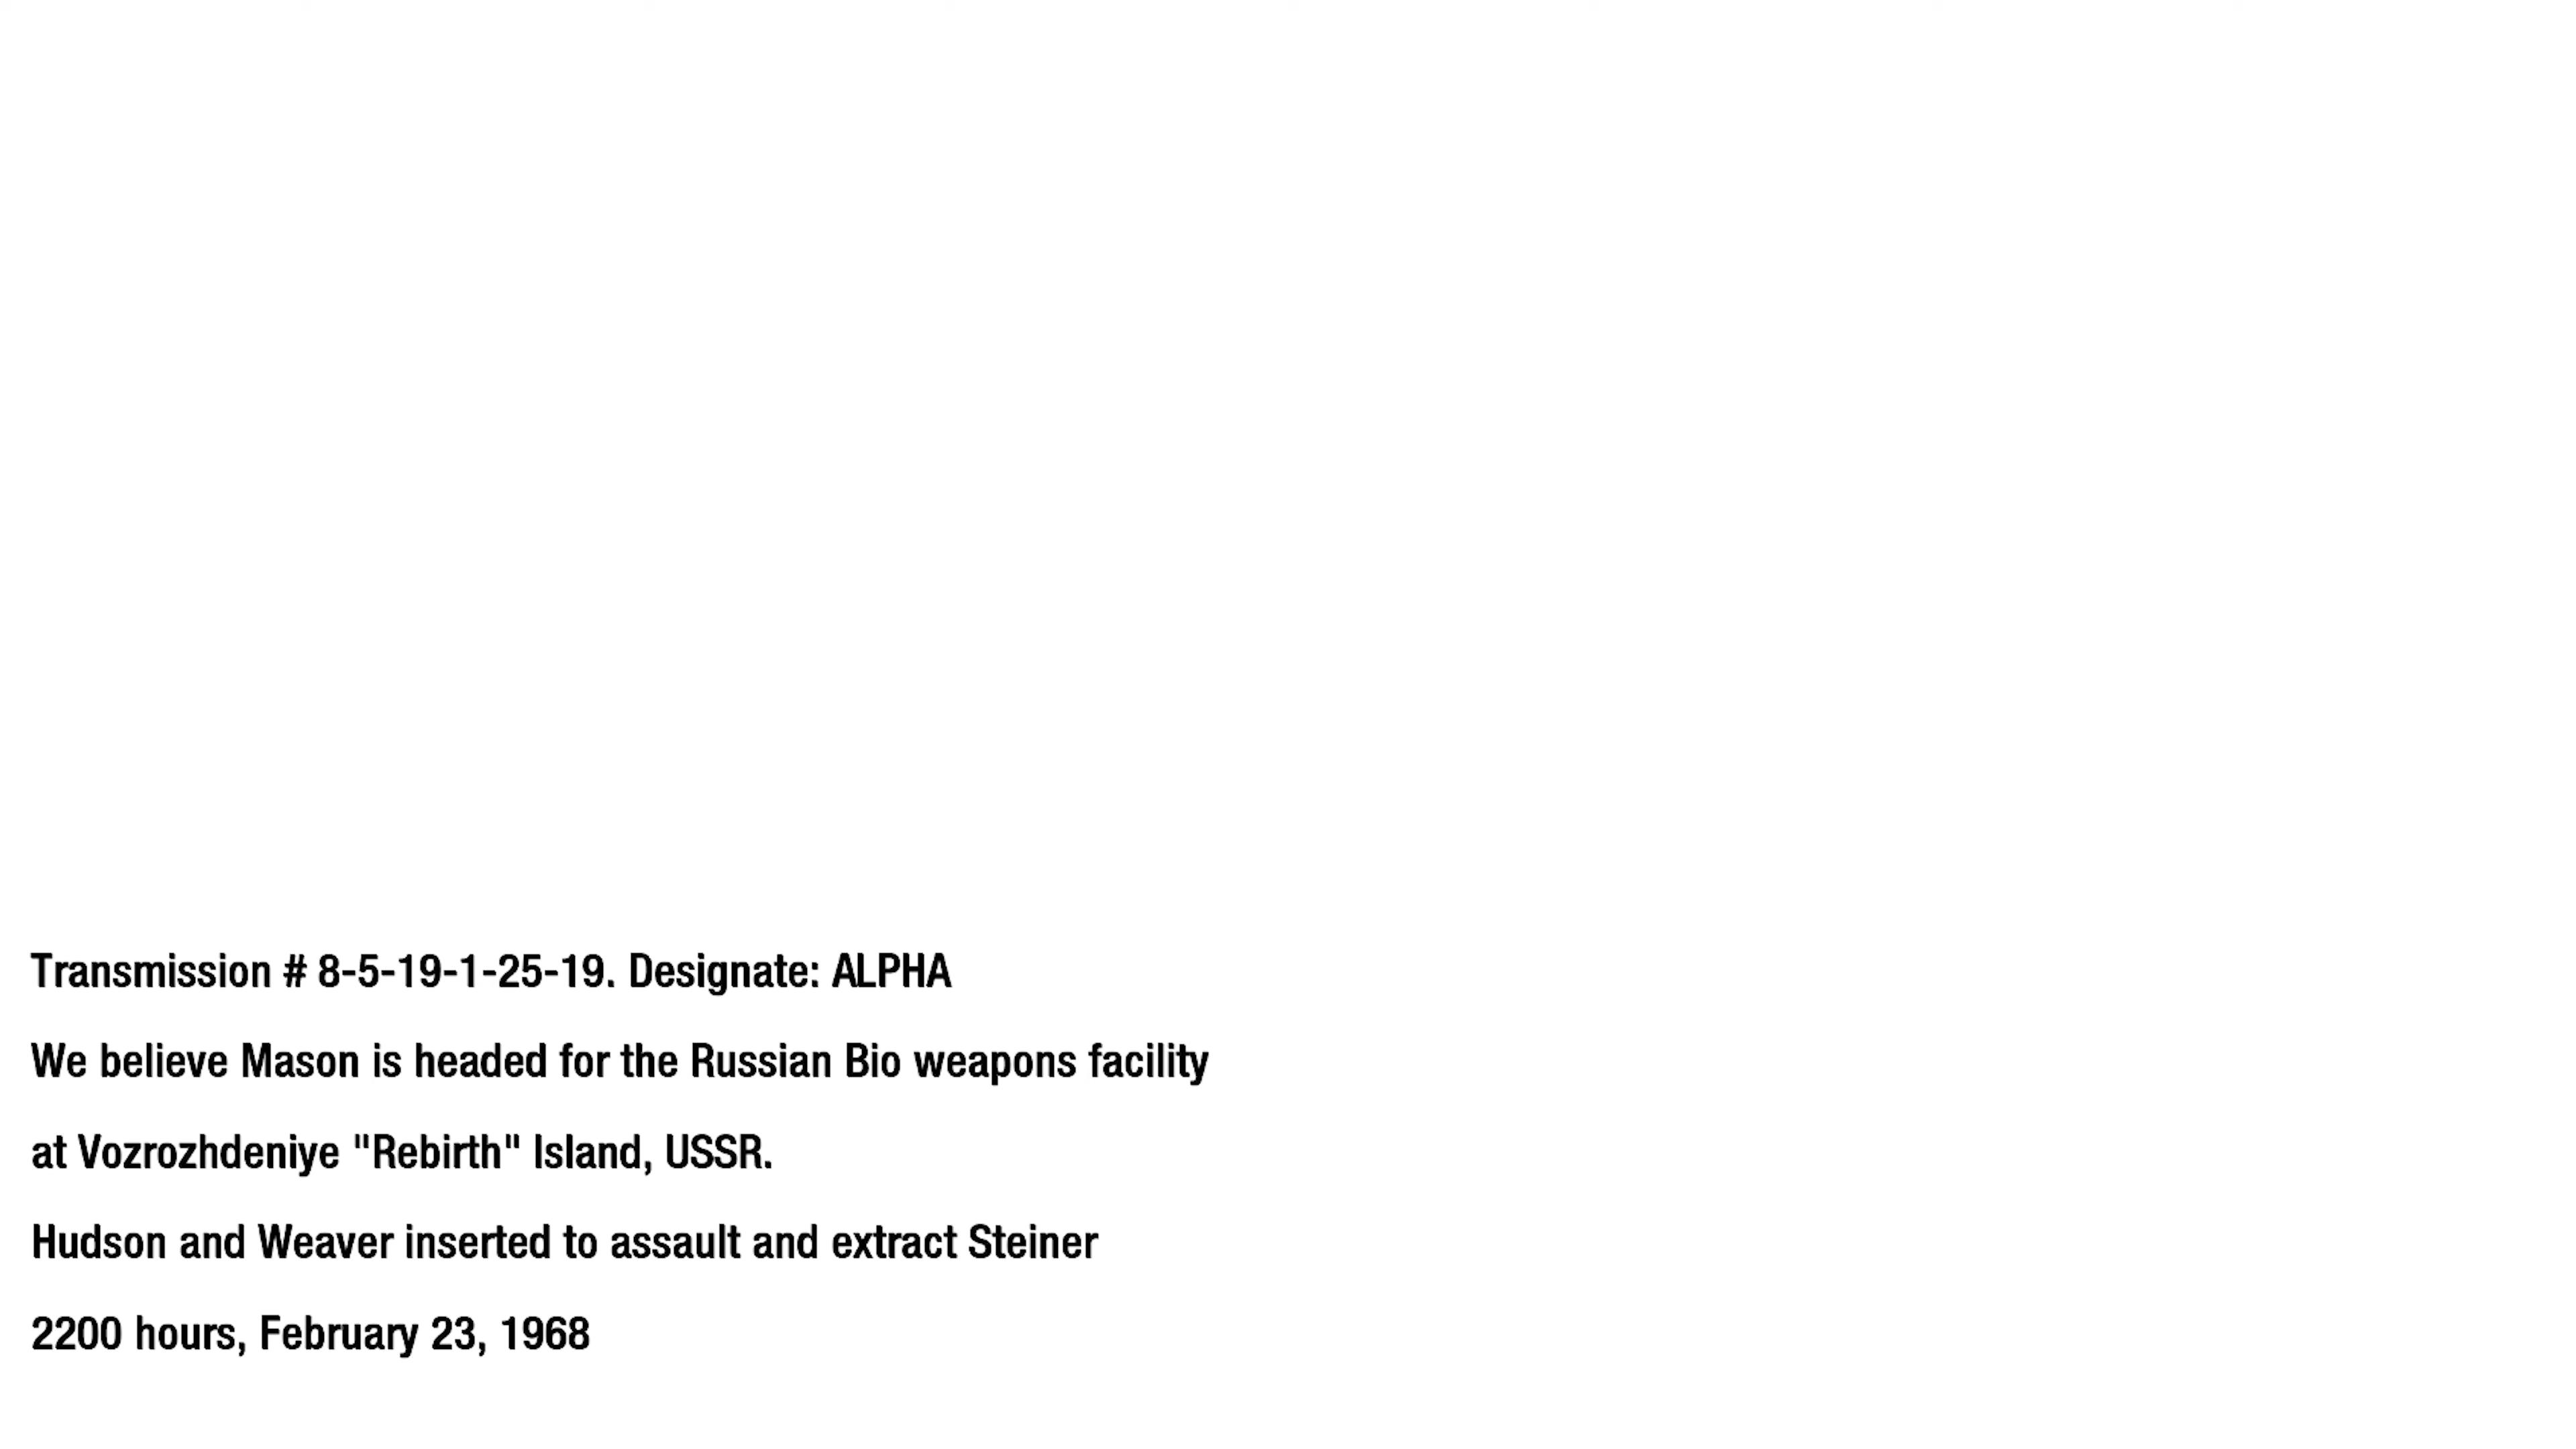 Transmission # 8-5-19-1-25-19. Designate: ALPHA
We believe Mason is headed for the Russian Bio weapons facility
at Vozrozhdeniye "Rebirth" Island, USSR.
Hudson and Weaver inserted to assault and extract Steiner
2200 hours, February 23, 1968